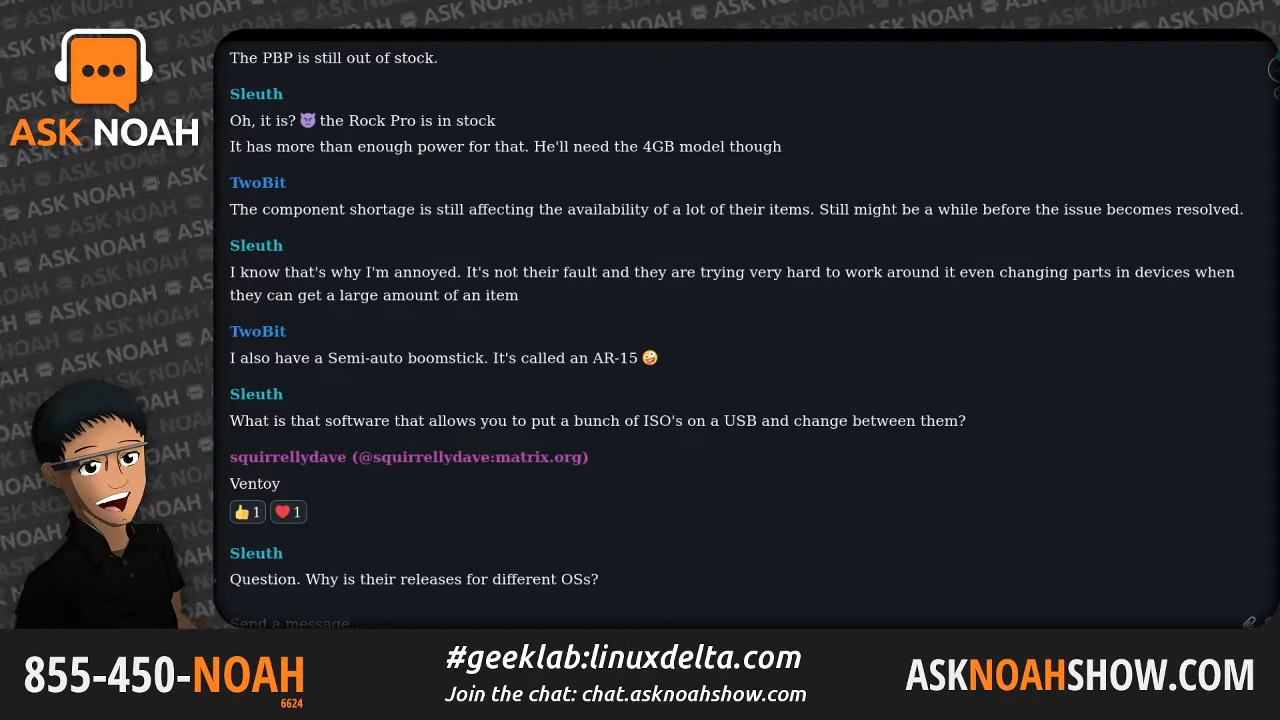 ASK NOAH
The PBP is still out of stock.
Sleuth
Oh, it is? 😈 the Rock Pro is in stock
It has more than enough power for that. He'll need the 4GB model though
TwoBit
The component shortage is still affecting the availability of a lot of their items. Still might be a while before the issue becomes resolved.
Sleuth
I know that's why I'm annoyed. It's not their fault and they are trying very hard to work around it even changing parts in devices when
they can get a large amount of an item
TwoBit
I also have a Semi-auto boomstick. It's called an AR-15 🤪
Sleuth
What is that software that allows you to put a bunch of ISO's on a USB and change between them?
squirrellydave (@squirrellydave:matrix.org)
Ventoy
👍 1 ❤️ 1
Sleuth
Question. Why is their releases for different OSs?
Send a message...
855-450-NOAH
6624
#geeklab:linuxdelta.com
Join the chat: chat.asknoahshow.com
ASKNOAHSHOW.COM